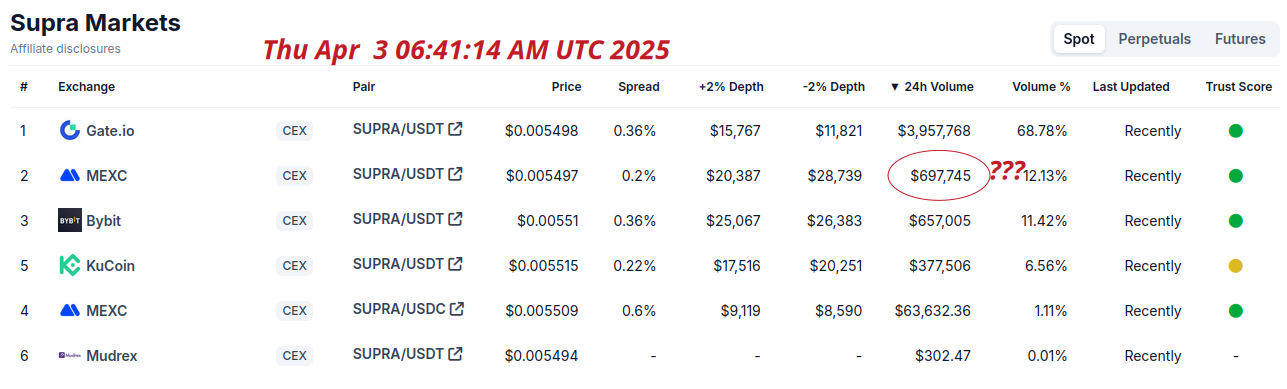 Supra Markets
Affiliate disclosures
Thu Apr 3 06:41:14 AM UTC 2025
Spot Perpetuals Futures
# Exchange Pair Price Spread +2% Depth -2% Depth ▼ 24h Volume Volume % Last Updated Trust Score
1 Gate.io CEX SUPRA/USDT $0.005498 0.36% $15,767 $11,821 $3,957,768 68.78% Recently
2 MEXC CEX SUPRA/USDT $0.005497 0.2% $20,387 $28,739 $697,745 ??? 12.13% Recently
3 BYBIT Bybit CEX SUPRA/USDT $0.00551 0.36% $25,067 $26,383 $657,005 11.42% Recently
5 KuCoin CEX SUPRA/USDT $0.005515 0.22% $17,516 $20,251 $377,506 6.56% Recently
4 MEXC CEX SUPRA/USDC $0.005509 0.6% $9,119 $8,590 $63,632.36 1.11% Recently
6 Mudrex Mudrex CEX SUPRA/USDT $0.005494 - - - $302.47 0.01% Recently -